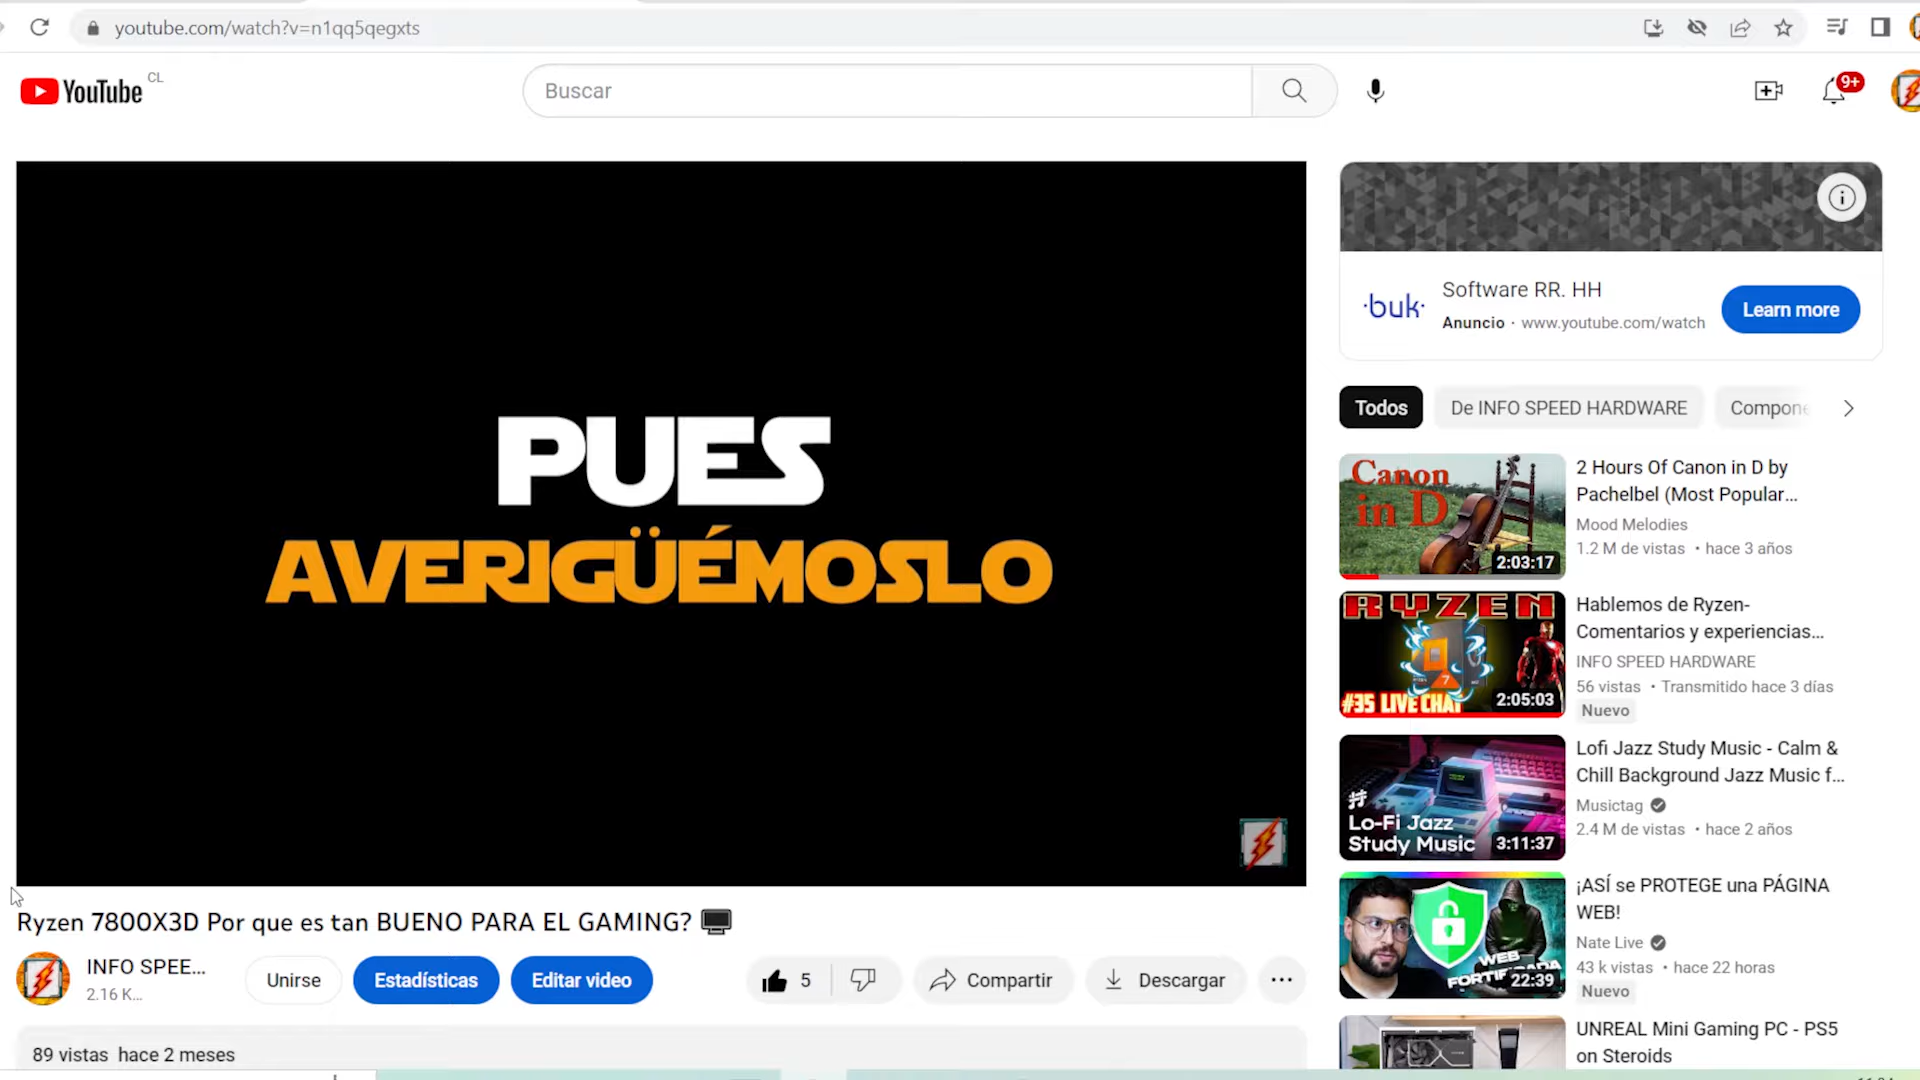 youtube.com/watch?v=n1qq5qegxts
YouTube CL
Buscar
9+
PUES
AVERIGÜÉMOSLO
Ryzen 7800X3D Por que es tan BUENO PARA EL GAMING?
INFO SPEE...
2.16 K...
Unirse
Estadísticas
Editar video
5
Compartir
Descargar
89 vistas hace 2 meses
·buk·
Software RR. HH
Anuncio · www.youtube.com/watch
Learn more
Todos
De INFO SPEED HARDWARE
Compone
Canon
in D
2:03:17
2 Hours Of Canon in D by
Pachelbel (Most Popular...
Mood Melodies
1.2 M de vistas • hace 3 años
RYZEN
#35 LIVE CHAT
2:05:03
Hablemos de Ryzen-
Comentarios y experiencias...
INFO SPEED HARDWARE
56 vistas • Transmitido hace 3 días
Nuevo
Lo-Fi Jazz
Study Music
3:11:37
Lofi Jazz Study Music - Calm &
Chill Background Jazz Music f...
Musictag
2.4 M de vistas • hace 2 años
WEB
FORTIFICADA
22:39
¡ASÍ se PROTEGE una PÁGINA
WEB!
Nate Live
43 k vistas • hace 22 horas
Nuevo
UNREAL Mini Gaming PC - PS5
on Steroids